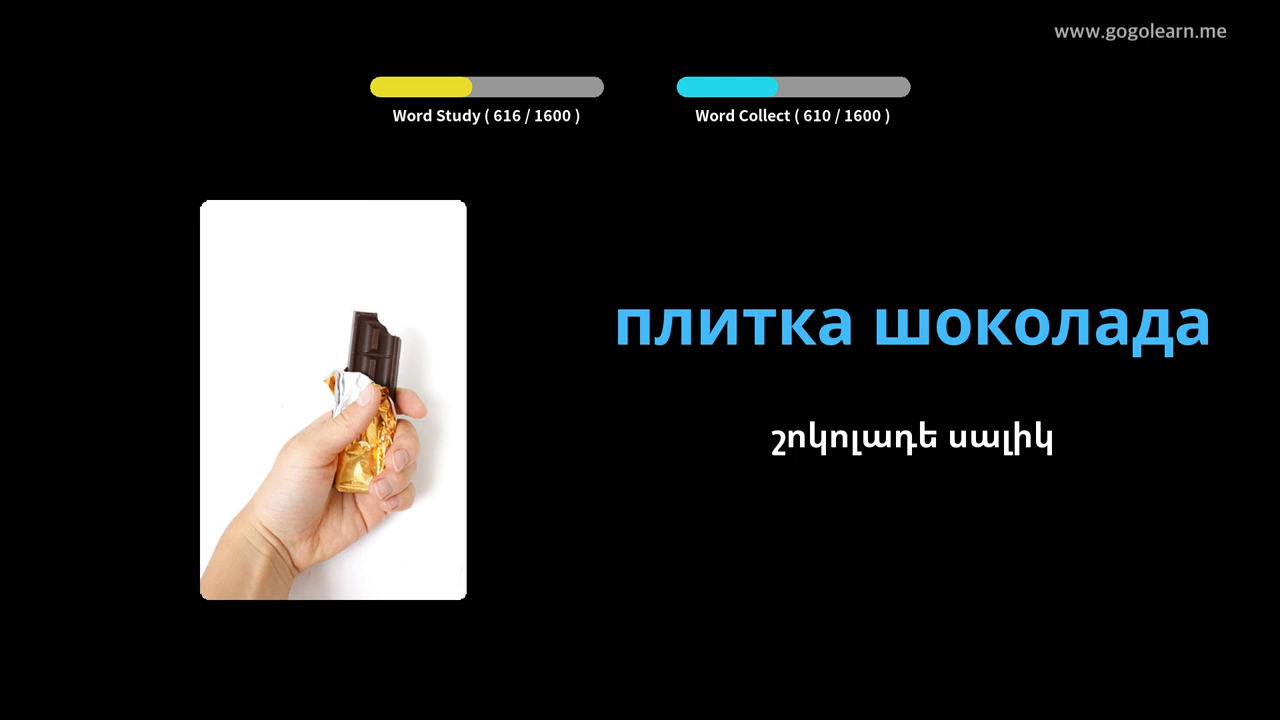 www.gogolearn.me
Word Study ( 616 / 1600 )
Word Collect ( 610 / 1600 )
плитка шоколада
շոկոլադե սալիկ